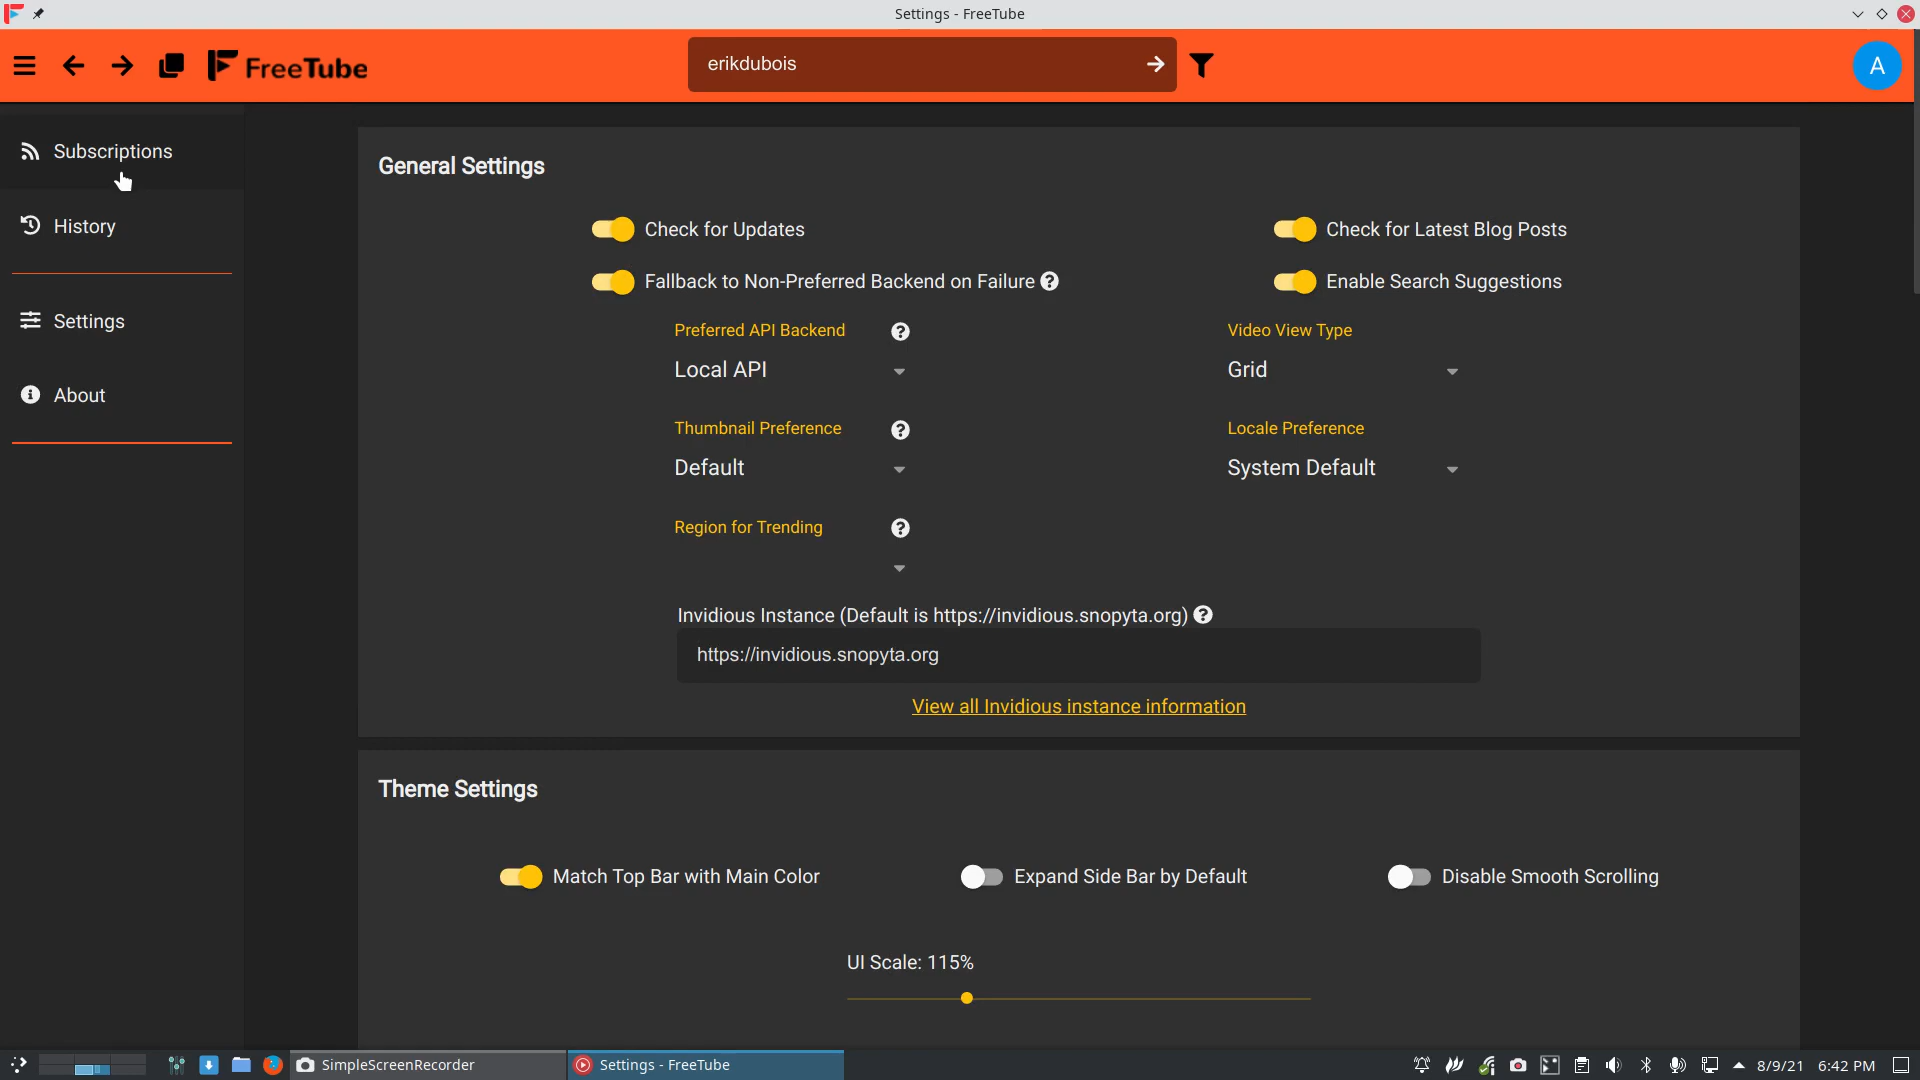 Settings - FreeTube
FreeTube
erikdubois
A
Subscriptions
History
Settings
About
General Settings
Check for Updates
Check for Latest Blog Posts
Fallback to Non-Preferred Backend on Failure
Enable Search Suggestions
Preferred API Backend
Video View Type
Local API
Grid
Thumbnail Preference
Locale Preference
Default
System Default
Region for Trending
Invidious Instance (Default is https://invidious.snopyta.org)
https://invidious.snopyta.org
View all Invidious instance information
Theme Settings
Match Top Bar with Main Color
Expand Side Bar by Default
Disable Smooth Scrolling
UI Scale: 115%
SimpleScreenRecorder
Settings - FreeTube
8/9/21 6:42 PM